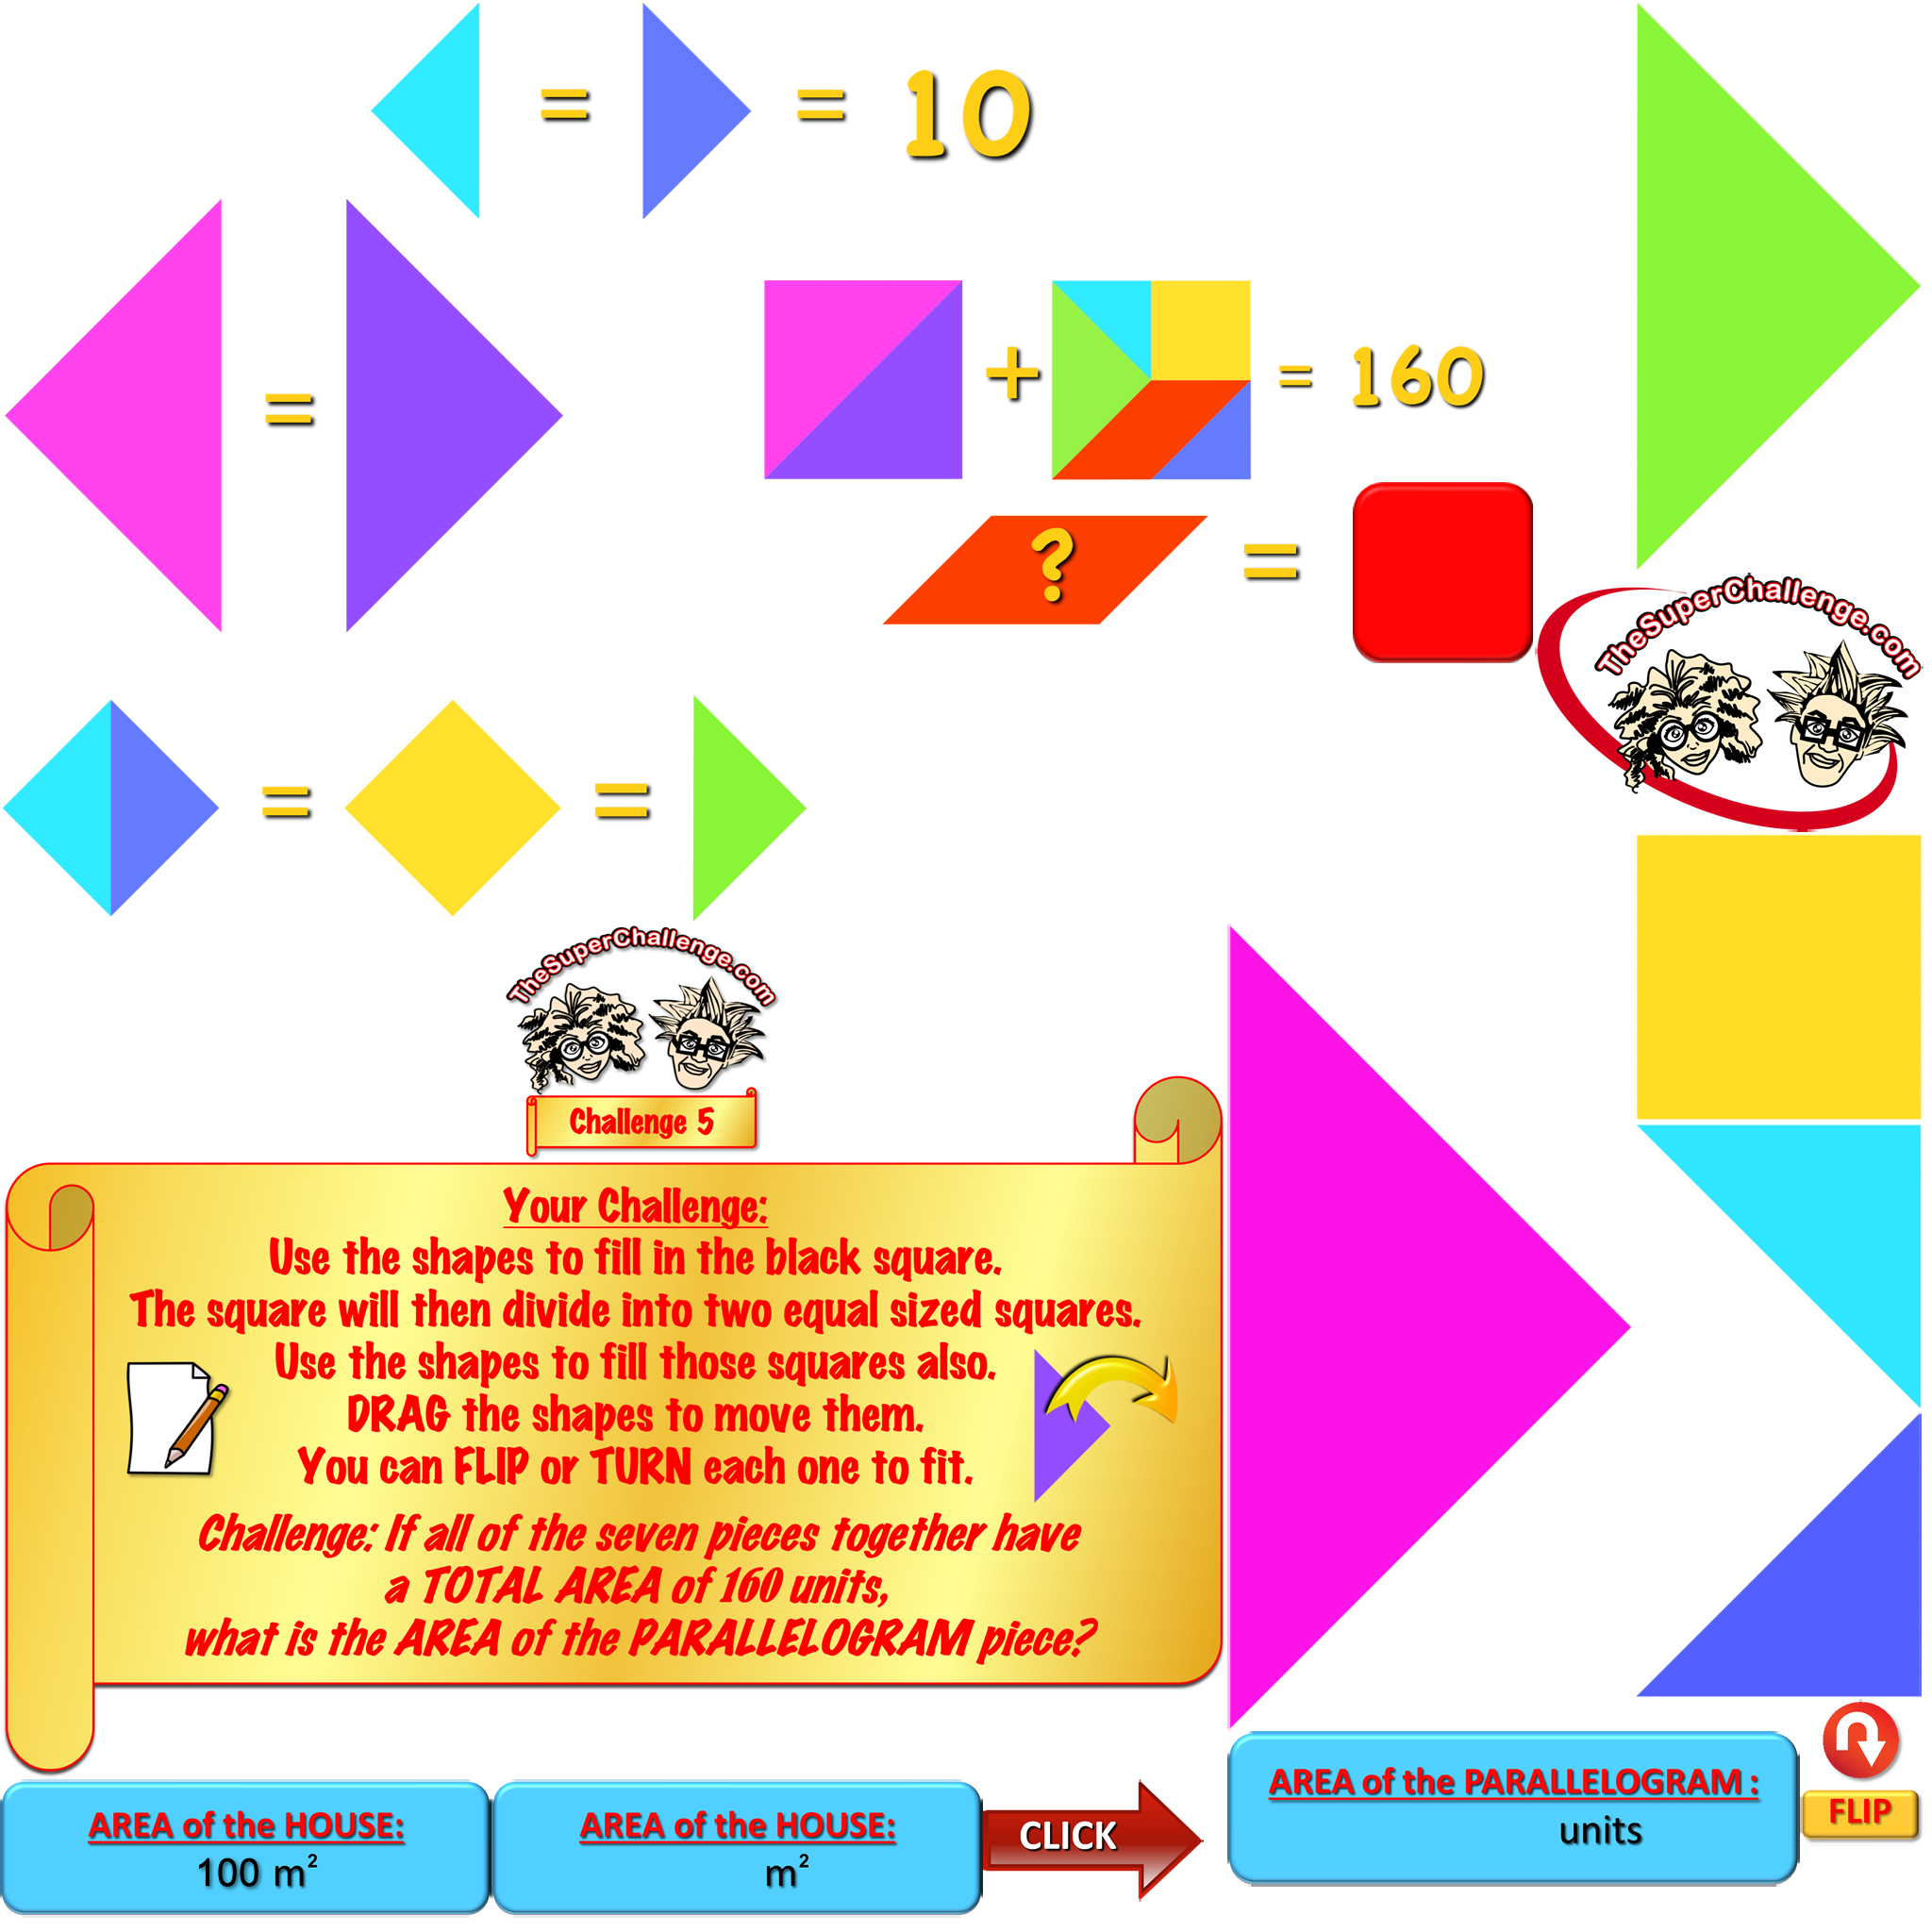 = = 10
=
+ = 160
? =
TheSuperChallenge.com
= =
TheSuperChallenge.com
Challenge 5
Your Challenge:
Use the shapes to fill in the black square.
The square will then divide into two equal sized squares.
Use the shapes to fill those squares also.
DRAG the shapes to move them.
You can FLIP or TURN each one to fit.
Challenge: If all of the seven pieces together have
a TOTAL AREA of 160 units,
what is the AREA of the PARALLELOGRAM piece?
AREA of the HOUSE:
100 m²
AREA of the HOUSE:
m²
CLICK
AREA of the PARALLELOGRAM :
units
FLIP